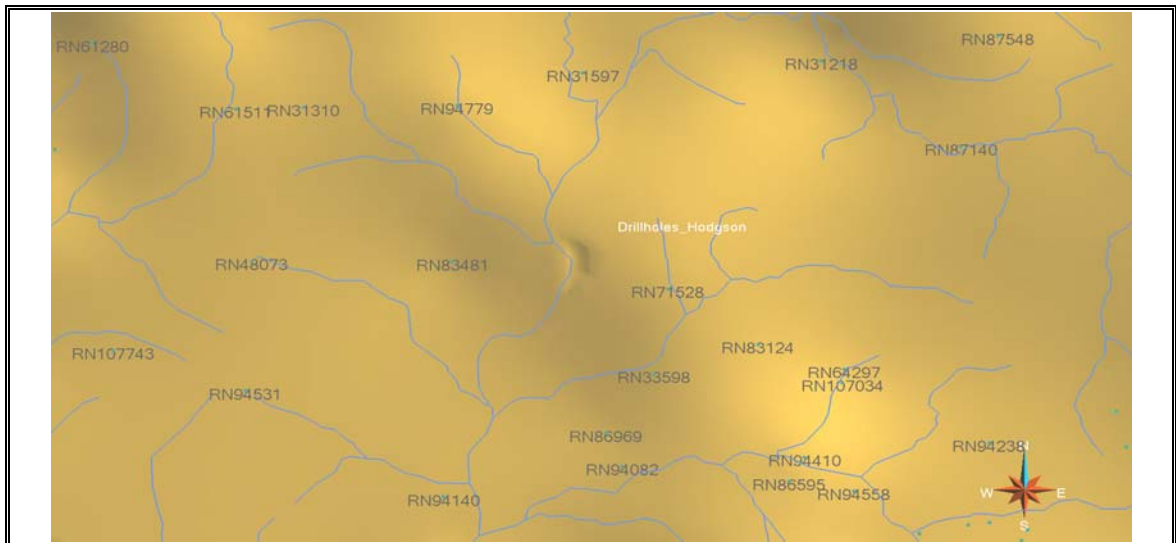 RN61280
RN87548
RN31218
RN31597
RN94779
RN61511
RN31310
RN87140
Drillholes_Hodgson
RN48073
RN83481
RN71528
RN83124
RN107743
RN64297
RN33598
RN107034
RN94531
RN86969
RN94238
N
RN94410
RN94082
RN86595
RN94558
W
E
RN94140
S